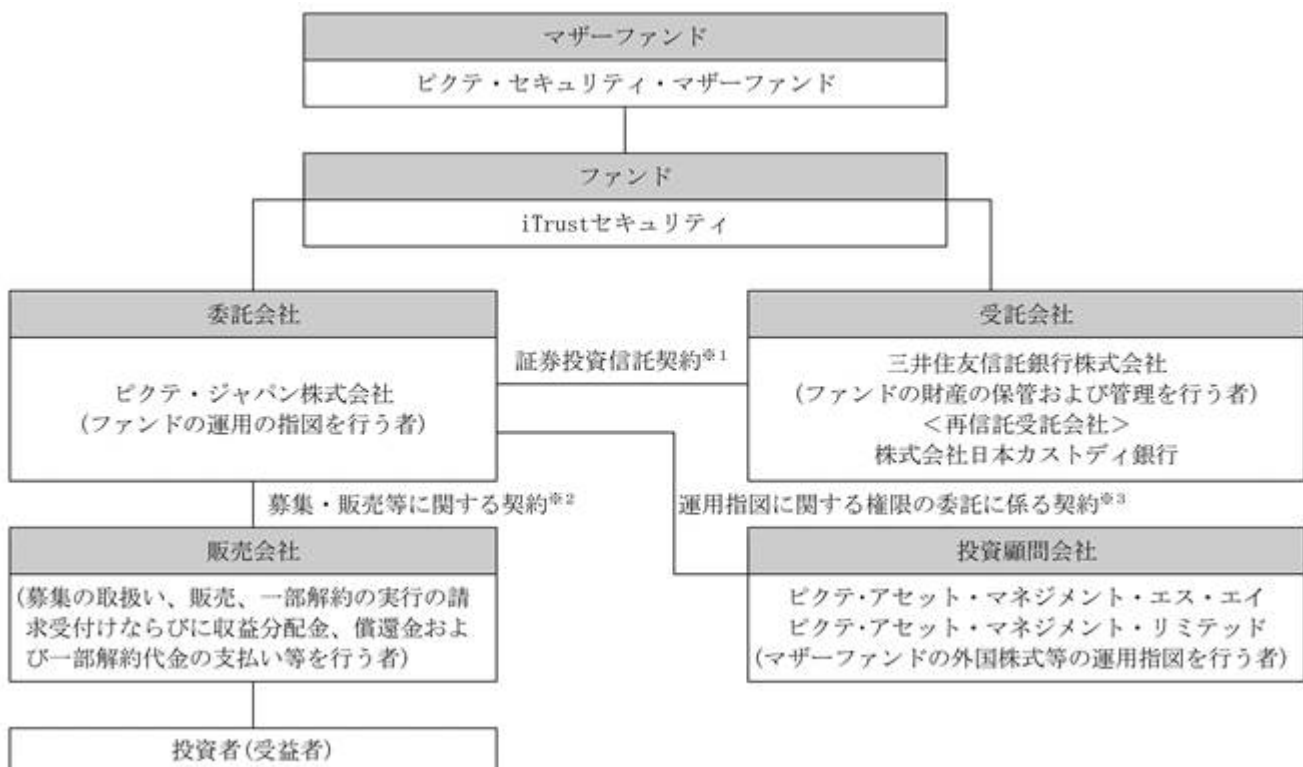 マザーファンド
ピクテ・セキュリティ・マザーファンド
ファンド
iTrustセキュリティ
委託会社
ピクテ・ジャパン株式会社
(ファンドの運用の指図を行う者)
証券投資信託契約※1
受託会社
三井住友信託銀行株式会社
(ファンドの財産の保管および管理を行う者)
＜再信託受託会社＞
株式会社日本カストディ銀行
募集・販売等に関する契約※2
運用指図に関する権限の委託に係る契約※3
販売会社
(募集の取扱い、販売、一部解約の実行の請
求受付けならびに収益分配金、償還金およ
び一部解約代金の支払い等を行う者)
投資顧問会社
ピクテ・アセット・マネジメント・エス・エイ
ピクテ・アセット・マネジメント・リミテッド
(マザーファンドの外国株式等の運用指図を行う者)
投資者(受益者)